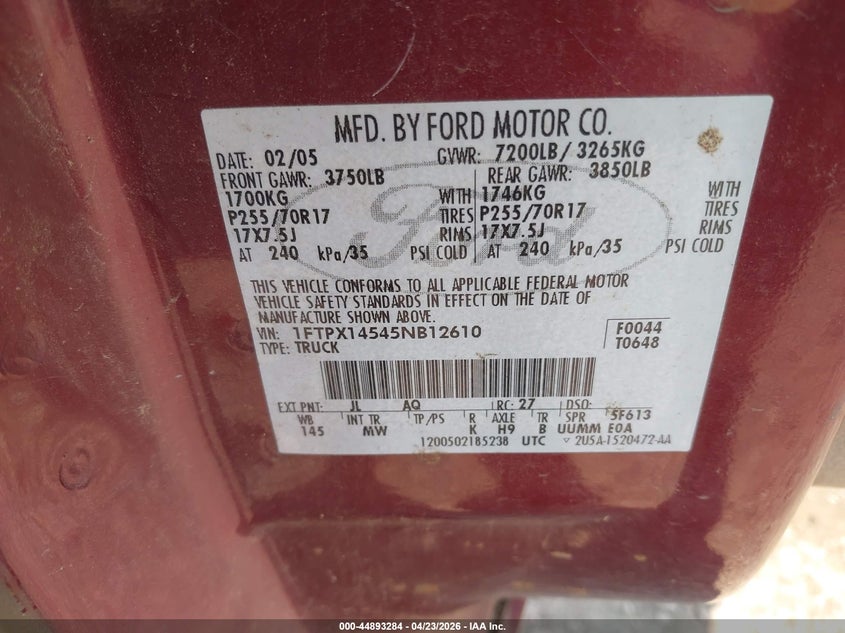 MFD. BY FORD MOTOR CO.
DATE: 02/05 GVWR: 7200LB/ 3265KG
FRONT GAWR: 3750LB REAR GAWR: 3850LB
1700KG WITH 1746KG WITH
P255/70R17 TIRES P255/70R17 TIRES
17X7.5J RIMS 17X7.5J RIMS
AT 240 kPa/35 PSI COLD AT 240 kPa/35 PSI COLD
Ford
THIS VEHICLE CONFORMS TO ALL APPLICABLE FEDERAL MOTOR
VEHICLE SAFETY STANDARDS IN EFFECT ON THE DATE OF
MANUFACTURE SHOWN ABOVE.
VIN: 1FTPX14545NB12610 F0044
TYPE: TRUCK T0648
EXT PNT: JL AQ RC: 27 DSO:
WB INT TR TP/PS R AXLE TR SPR 5F613
145 MW K H9 B UUMM E0A
12005021B5238 UTC ▽ 2U5A-1520472-AA
000-44893284 | 04/23/2026 | IAA Inc.